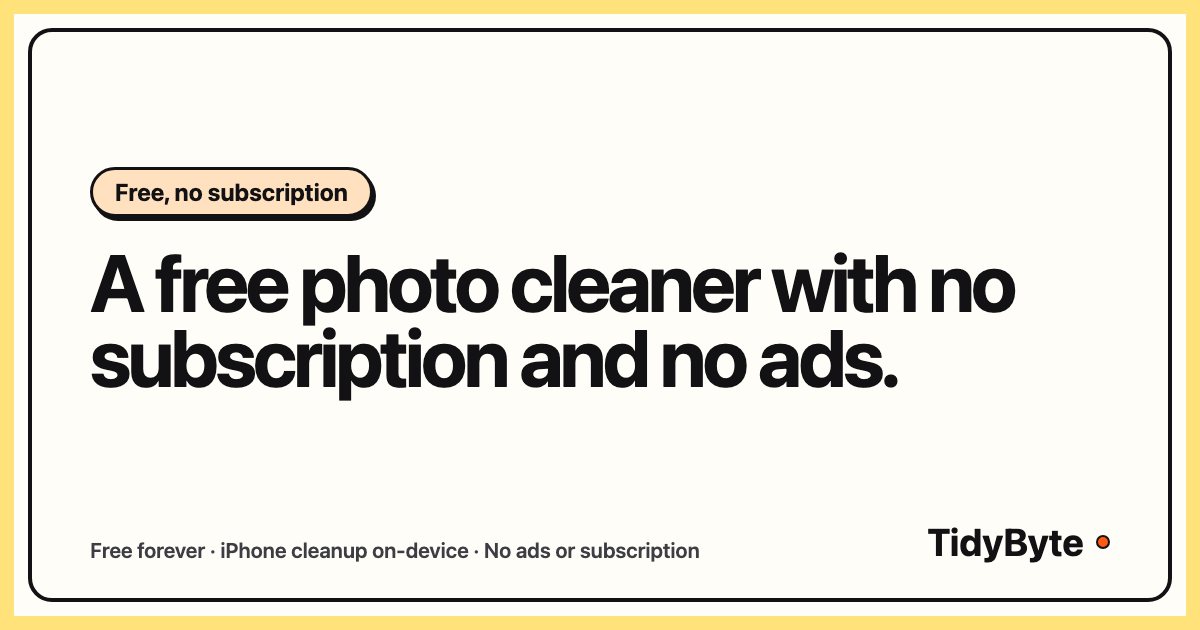 Free, no subscription
A free photo cleaner with no
subscription and no ads.
Free forever · iPhone cleanup on-device · No ads or subscription
TidyByte